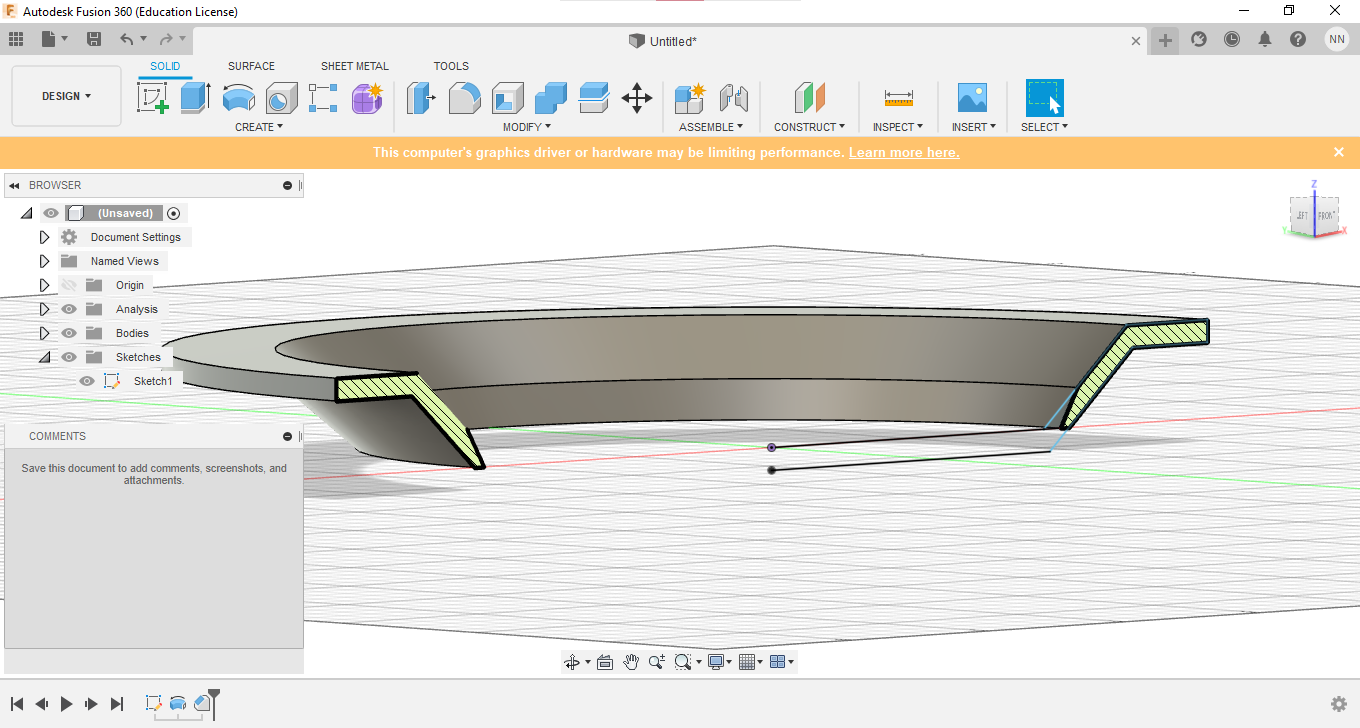 Autodesk Fusion 360 (Education License)
Untitled*
NN
SOLID
SURFACE
SHEET METAL
TOOLS
DESIGN
CREATE
MODIFY
ASSEMBLE
CONSTRUCT
INSPECT
INSERT
SELECT
This computer's graphics driver or hardware may be limiting performance. Learn more here.
BROWSER
(Unsaved)
Document Settings
Named Views
Origin
Analysis
Bodies
Sketches
Sketch1
Z
LEFT
FRONT
Y
X
COMMENTS
Save this document to add comments, screenshots, and
attachments.